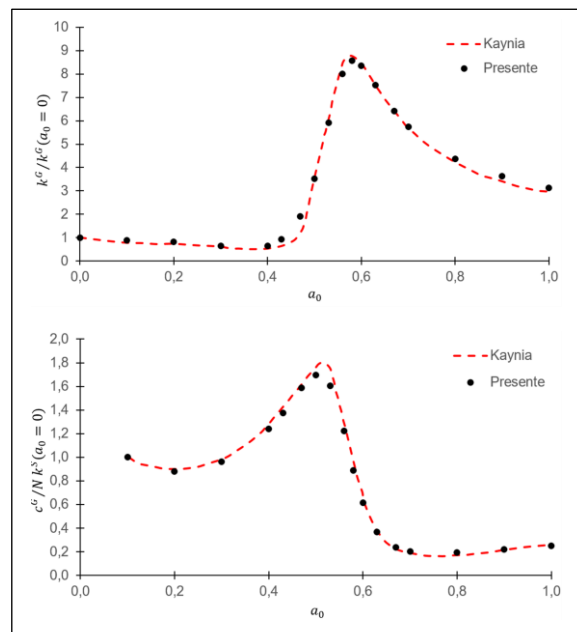 10
9
8
7
6
5
4
3
2
1
0
0,0 0,2 0,4 0,6 0,8 1,0
k^G/k^G(a_0 = 0)
a_0
Kaynia
Presente
2,0
1,8
1,6
1,4
1,2
1,0
0,8
0,6
0,4
0,2
0,0
0,0 0,2 0,4 0,6 0,8 1,0
c^G/N k^S(a_0 = 0)
a_0
Kaynia
Presente